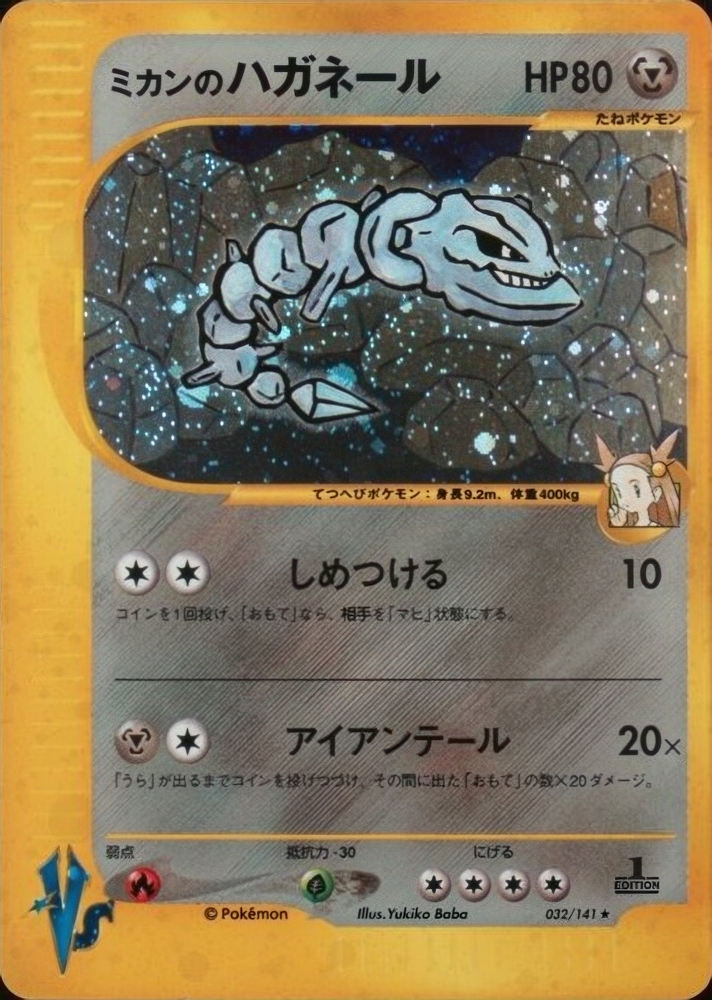 ミカンのハガネール HP80
たねポケモン
てつへびポケモン：身長9.2m、体重400kg
しめつける 10
コインを1回投げ、「おもて」なら、相手を「マヒ」状態にする。
アイアンテール 20×
「うら」が出るまでコインを投げつづけ、その間に出た「おもて」の数×20ダメージ。
弱点 抵抗力-30 にげる
1 EDITION
VS
© Pokémon Illus. Yukiko Baba 032/141★